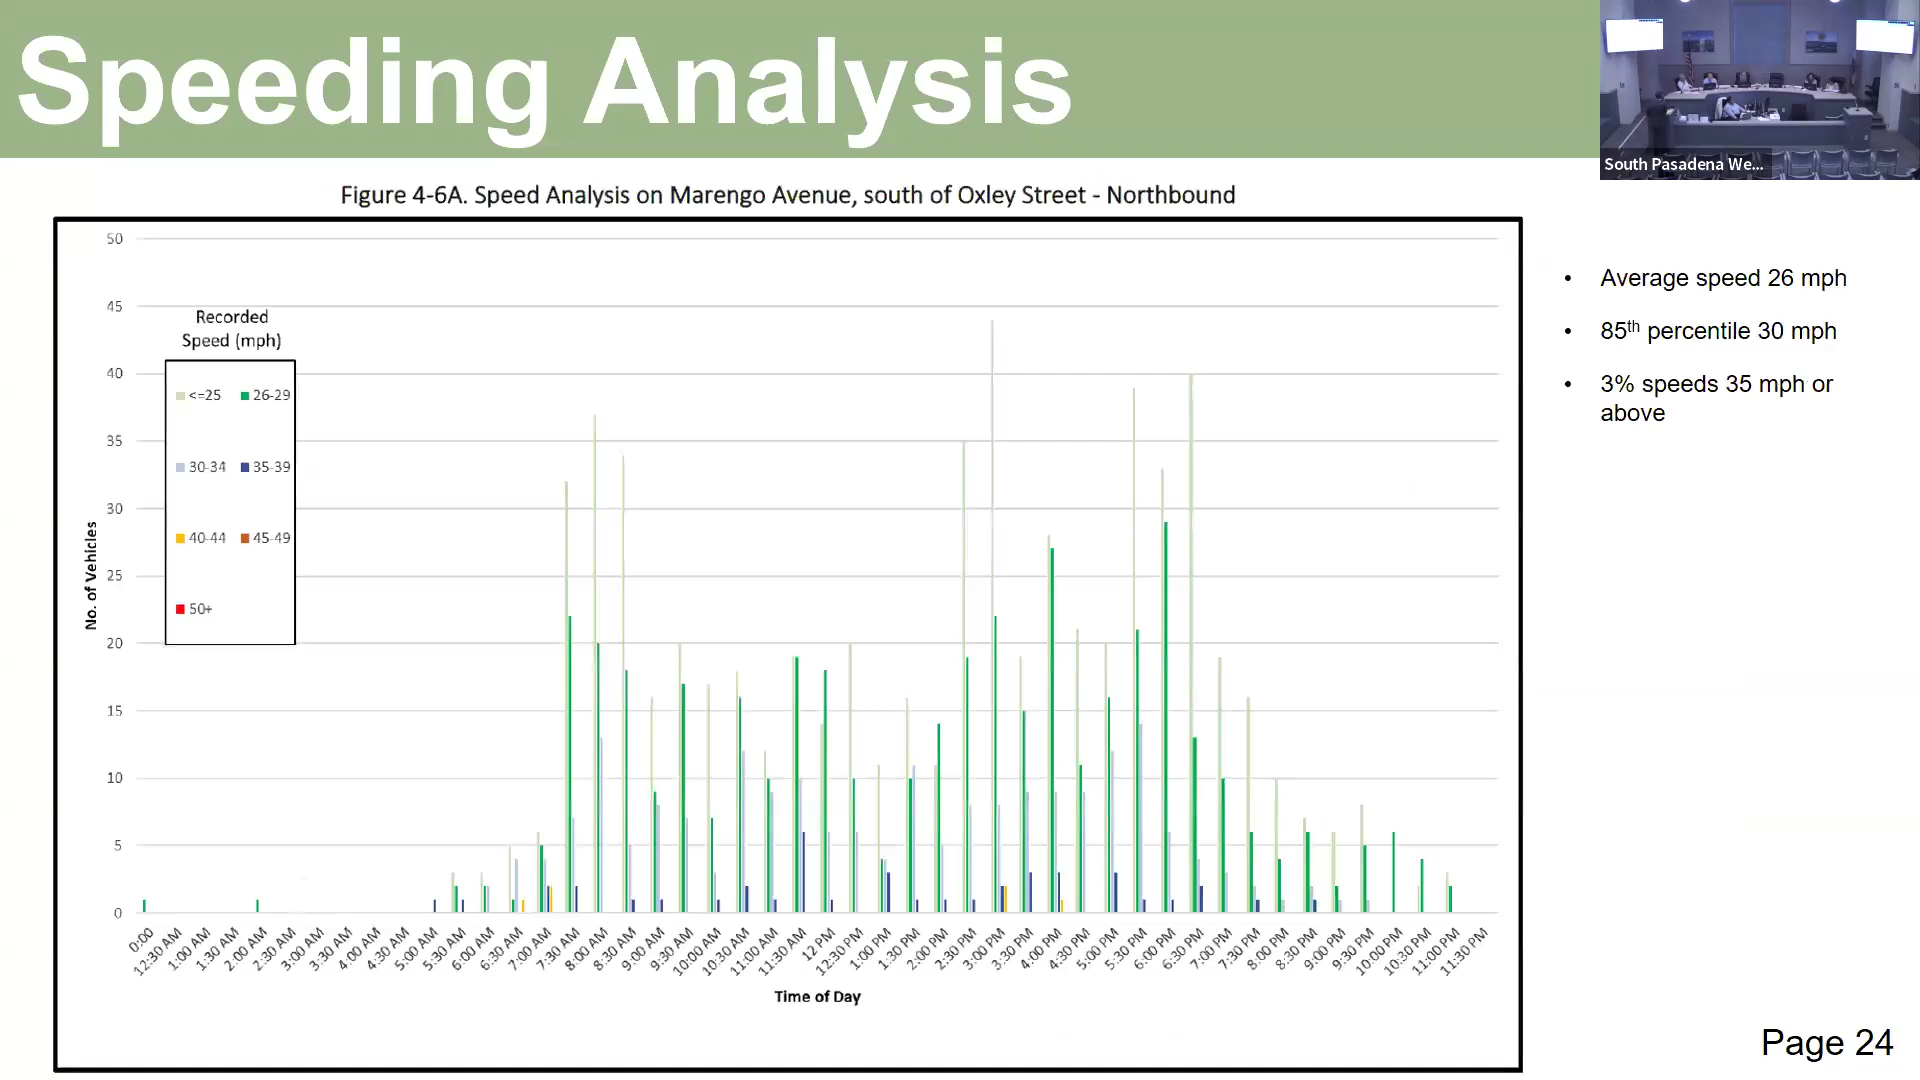 Speeding Analysis
South Pasadena We...
Figure 4-6A. Speed Analysis on Marengo Avenue, south of Oxley Street - Northbound
50
45
40
35
30
25
20
15
10
5
0
No. of Vehicles
Recorded
Speed (mph)
<=25 26-29
30-34 35-39
40-44 45-49
50+
0:00
12:30 AM
1:00 AM
1:30 AM
2:00 AM
2:30 AM
3:00 AM
3:30 AM
4:00 AM
4:30 AM
5:00 AM
5:30 AM
6:00 AM
6:30 AM
7:00 AM
7:30 AM
8:00 AM
8:30 AM
9:00 AM
9:30 AM
10:00 AM
10:30 AM
11:00 AM
11:30 AM
12 PM
12:30 PM
1:00 PM
1:30 PM
2:00 PM
2:30 PM
3:00 PM
3:30 PM
4:00 PM
4:30 PM
5:00 PM
5:30 PM
6:00 PM
6:30 PM
7:00 PM
7:30 PM
8:00 PM
8:30 PM
9:00 PM
9:30 PM
10:00 PM
10:30 PM
11:00 PM
11:30 PM
Time of Day
• Average speed 26 mph
• 85th percentile 30 mph
• 3% speeds 35 mph or
above
Page 24